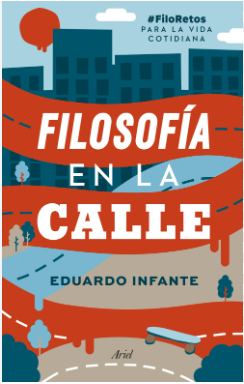 #FiloRetos
PARA LA VIDA
COTIDIANA
FILOSOFÍA
EN LA
CALLE
EDUARDO INFANTE
Ariel